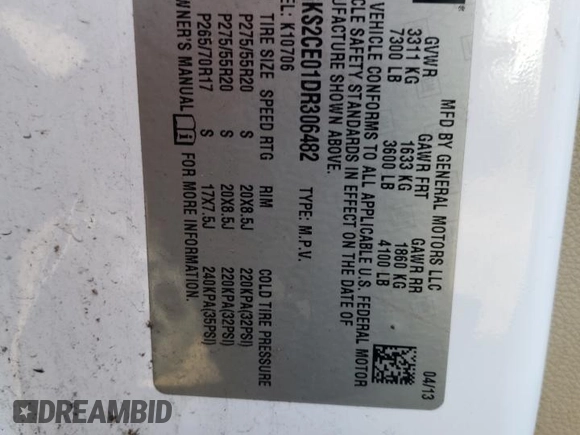 MFD BY GENERAL MOTORS LLC 04/13
GVWR GAWR FRT GAWR RR
3311 KG 1633 KG 1860 KG
7300 LB 3600 LB 4100 LB
VEHICLE CONFORMS TO ALL APPLICABLE U.S. FEDERAL MOTOR
CLE SAFETY STANDARDS IN EFFECT ON THE DATE OF
UFACTURE SHOWN ABOVE.
KS2CE01DR306482 TYPE: M.P.V.
EL: K10706
TIRE SIZE SPEED RTG RIM COLD TIRE PRESSURE
P275/55R20 S 20X8.5J 220KPA(32PSI)
P275/55R20 S 20X8.5J 220KPA(32PSI)
P265/70R17 S 17X7.5J 240KPA(35PSI)
WNER'S MANUAL FOR MORE INFORMATION.
DREAMBID